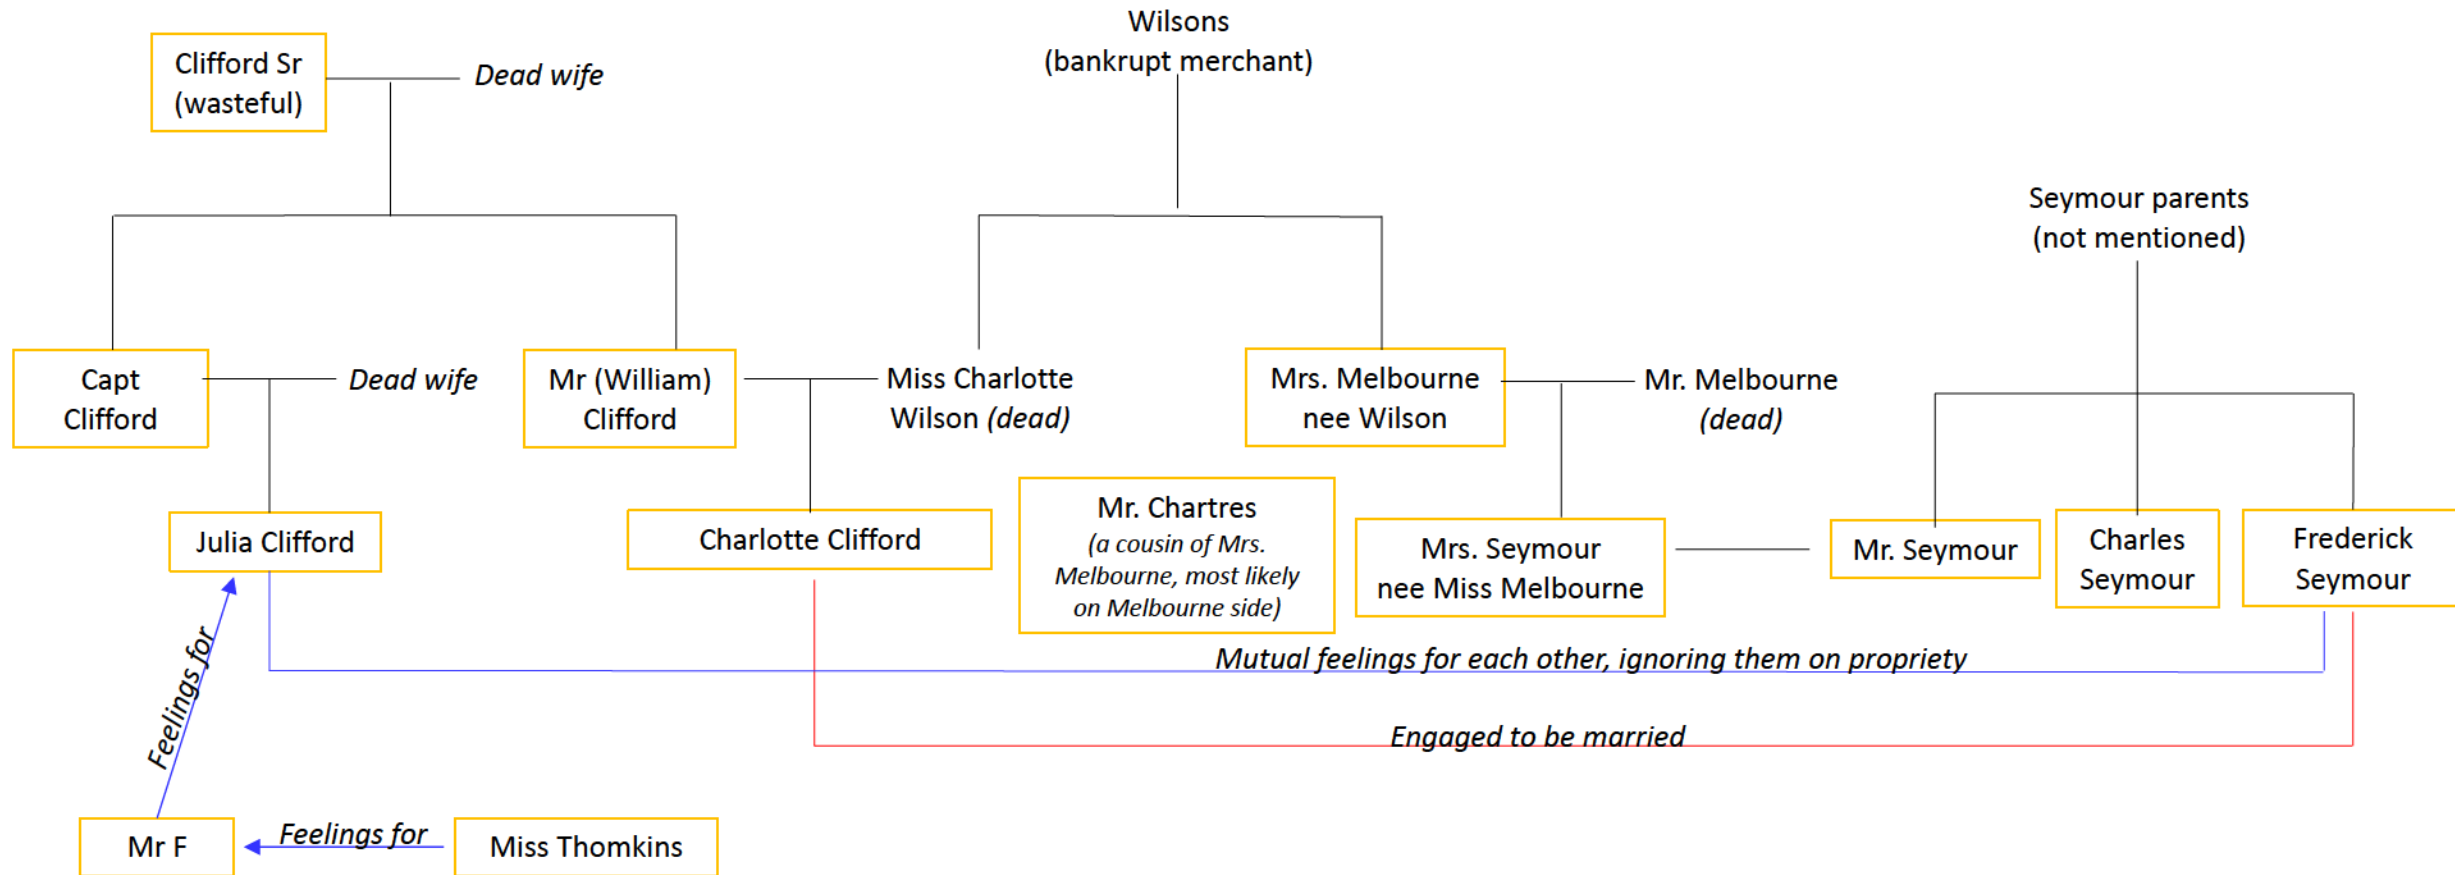 Wilsons
(bankrupt merchant)
Clifford Sr
(wasteful)
Dead wife
Seymour parents
(not mentioned)
Capt
Clifford
Dead wife
Mr (William)
Clifford
Miss Charlotte
Wilson (dead)
Mrs. Melbourne
nee Wilson
Mr. Melbourne
(dead)
Julia Clifford
Charlotte Clifford
Mr. Chartres
(a cousin of Mrs.
Melbourne, most likely
on Melbourne side)
Mrs. Seymour
nee Miss Melbourne
Mr. Seymour
Charles
Seymour
Frederick
Seymour
Mutual feelings for each other, ignoring them on propriety
Feelings for
Engaged to be married
Mr F
Feelings for
Miss Thomkins